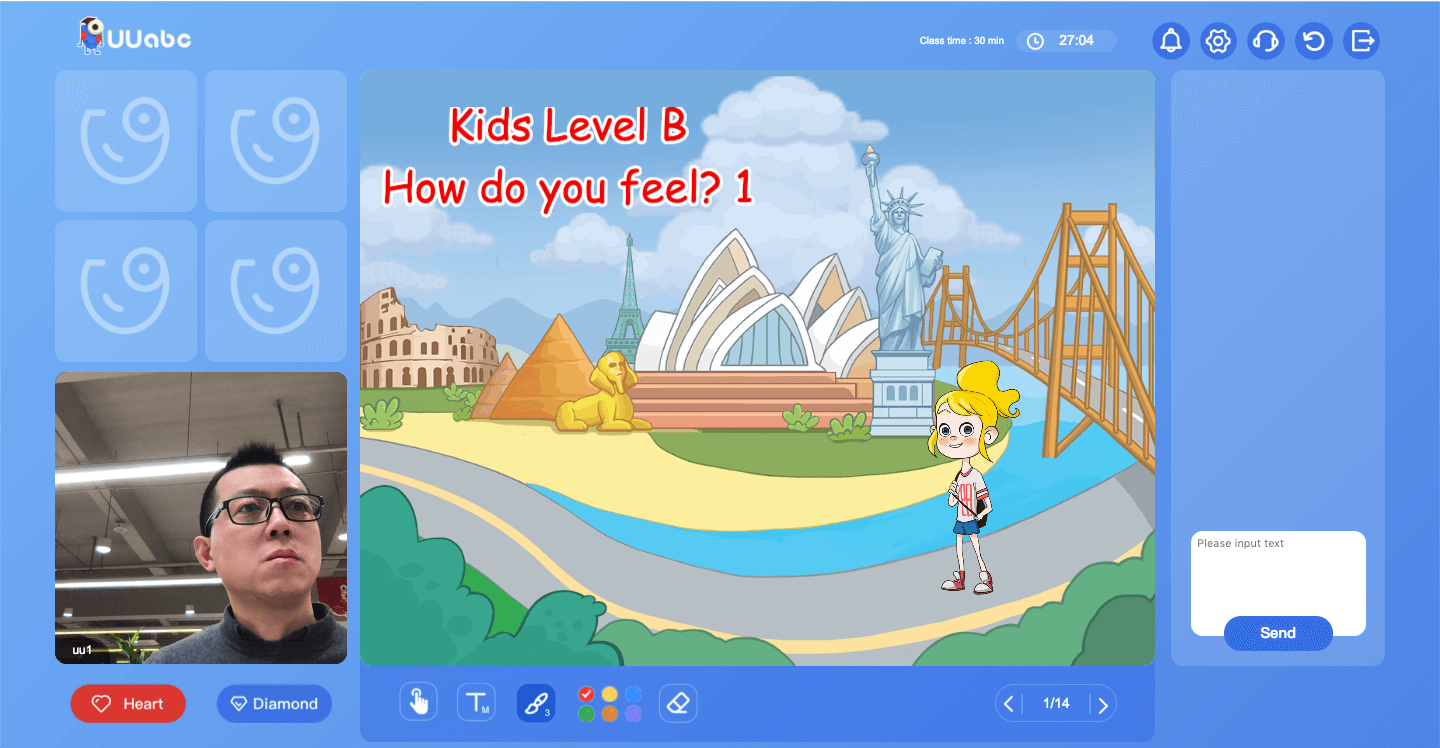 UUabc
Class time : 30 min
27:04
Kids Level B
How do you feel? 1
uu1
Please input text
Send
Heart
Diamond
T M
3
1/14